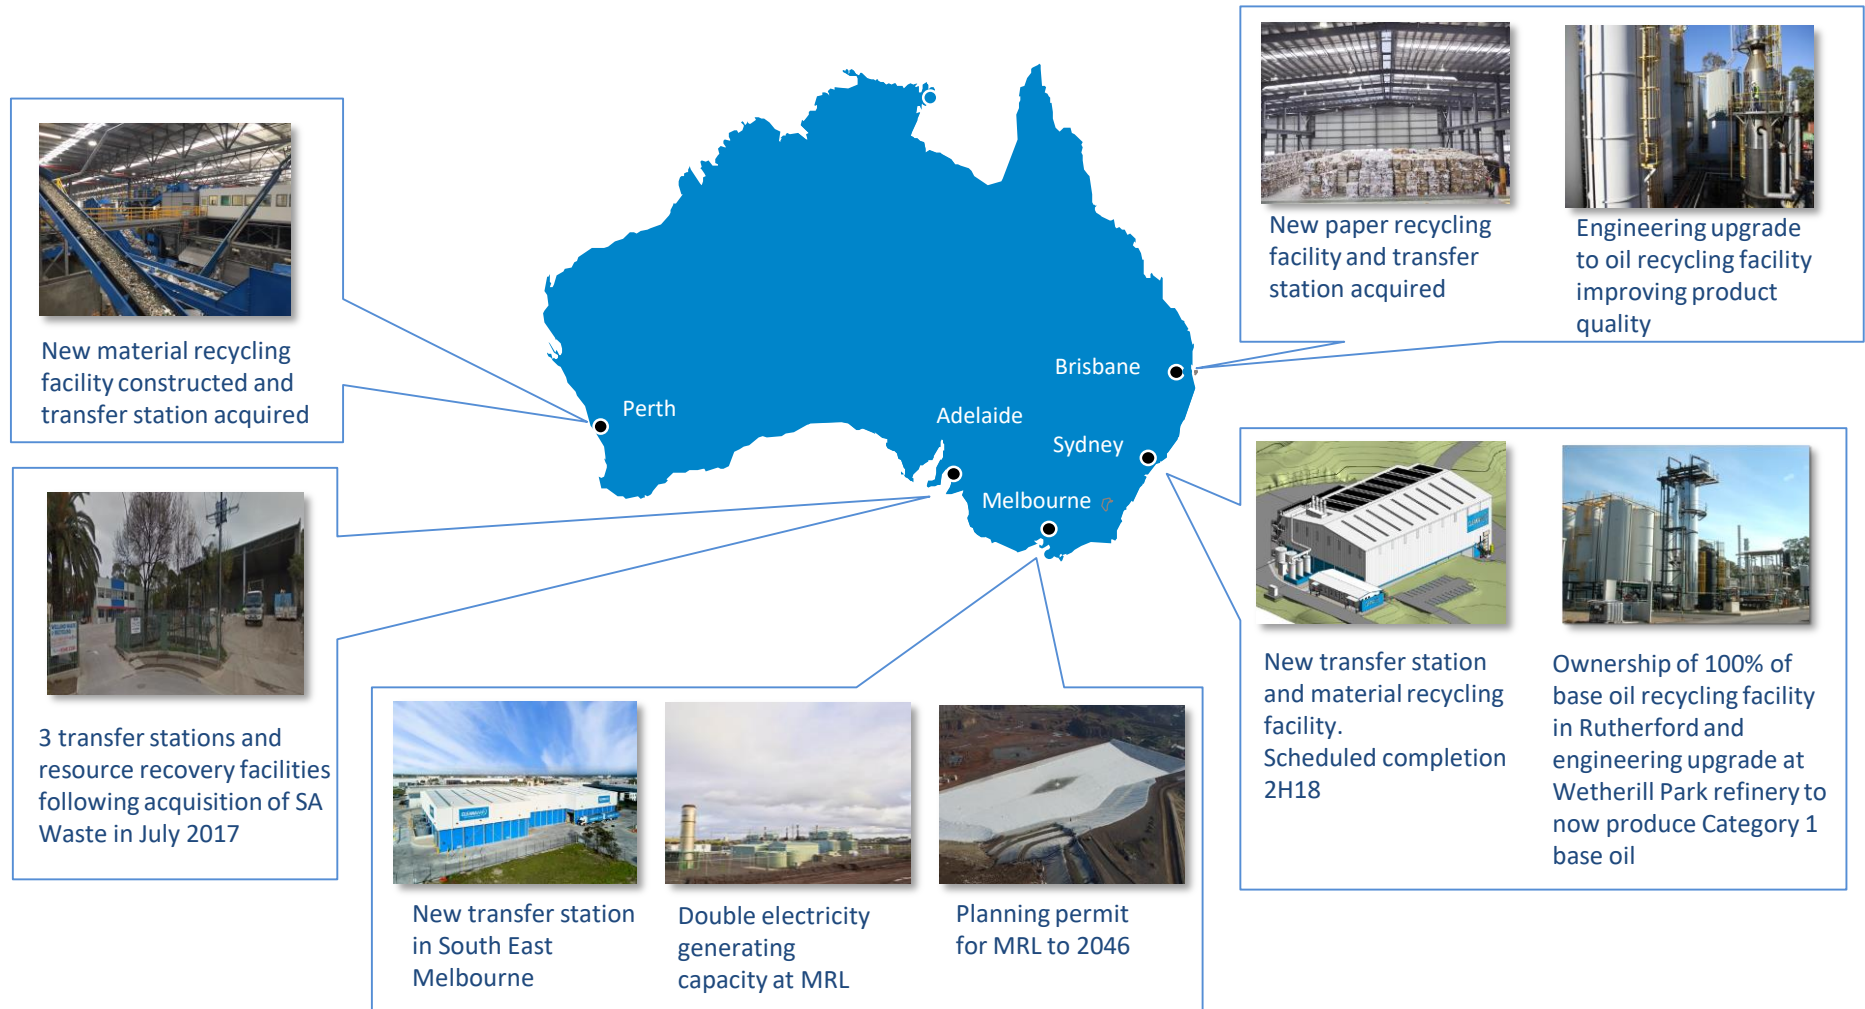 New material recycling
facility constructed and
transfer station acquired
3 transfer stations and
resource recovery facilities
following acquisition of SA
Waste in July 2017
Perth
Adelaide
Melbourne
Sydney
Brisbane
New paper recycling
facility and transfer
station acquired
Engineering upgrade
to oil recycling facility
improving product
quality
New transfer station
and material recycling
facility.
Scheduled completion
2H18
Ownership of 100% of
base oil recycling facility
in Rutherford and
engineering upgrade at
Wetherill Park refinery to
now produce Category 1
base oil
New transfer station
in South East
Melbourne
Double electricity
generating
capacity at MRL
Planning permit
for MRL to 2046